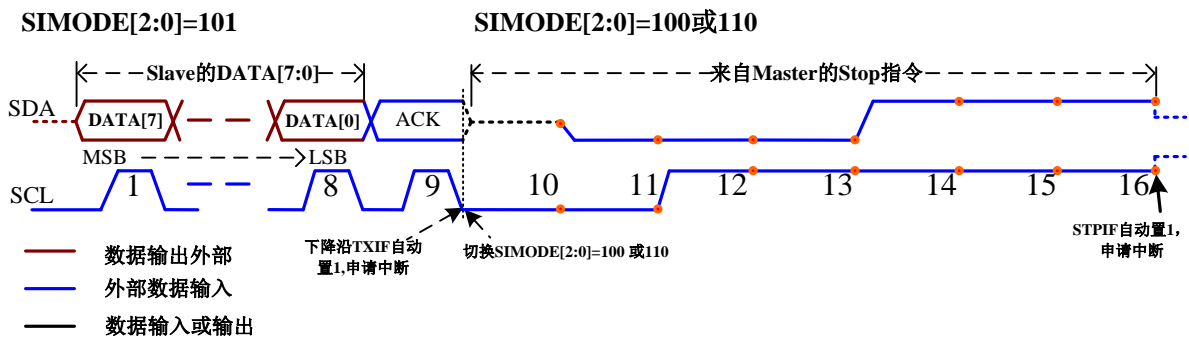 SIMODE[2:0]=101
SIMODE[2:0]=100或110
Slave的DATA[7:0]
来自Master的Stop指令
SDA
DATA[7]
DATA[0]
ACK
MSB
LSB
SCL
1
8
9
10
11
12
13
14
15
16
下降沿TXIF自动
置1,申请中断
切换SIMODE[2:0]=100 或110
STPIF自动置1，
申请中断
数据输出外部
外部数据输入
数据输入或输出